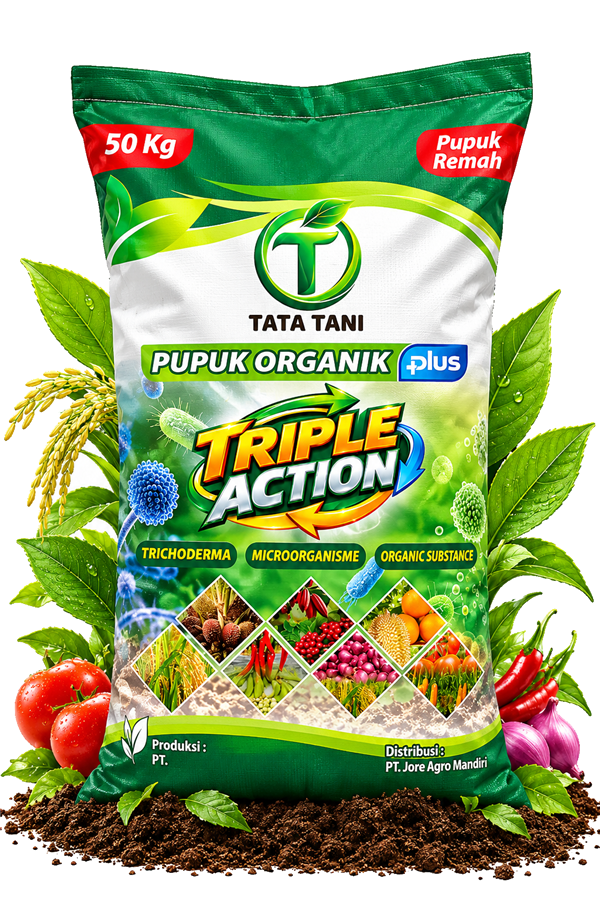 50 Kg
Pupuk
Remah
T
TATA TANI
PUPUK ORGANIK plus
TRIPLE
ACTION
TRICHODERMA MICROORGANISME ORGANIC SUBSTANCE
Produksi :
PT.
Distribusi :
PT. Jore Agro Mandiri